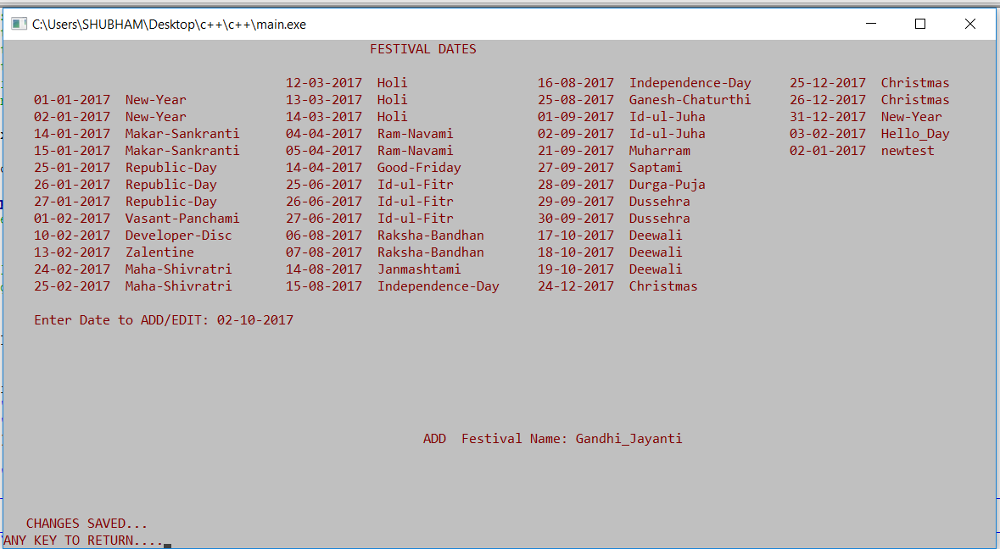 C:\Users\SHUBHAM\Desktop\c++\c++\main.exe
FESTIVAL DATES
12-03-2017 Holi 16-08-2017 Independence-Day 25-12-2017 Christmas
01-01-2017 New-Year 13-03-2017 Holi 25-08-2017 Ganesh-Chaturthi 26-12-2017 Christmas
02-01-2017 New-Year 14-03-2017 Holi 01-09-2017 Id-ul-Juha 31-12-2017 New-Year
14-01-2017 Makar-Sankranti 04-04-2017 Ram-Navami 02-09-2017 Id-ul-Juha 03-02-2017 Hello_Day
15-01-2017 Makar-Sankranti 05-04-2017 Ram-Navami 21-09-2017 Muharram 02-01-2017 newtest
25-01-2017 Republic-Day 14-04-2017 Good-Friday 27-09-2017 Saptami
26-01-2017 Republic-Day 25-06-2017 Id-ul-Fitr 28-09-2017 Durga-Puja
27-01-2017 Republic-Day 26-06-2017 Id-ul-Fitr 29-09-2017 Dussehra
01-02-2017 Vasant-Panchami 27-06-2017 Id-ul-Fitr 30-09-2017 Dussehra
10-02-2017 Developer-Disc 06-08-2017 Raksha-Bandhan 17-10-2017 Deewali
13-02-2017 Zalentine 07-08-2017 Raksha-Bandhan 18-10-2017 Deewali
24-02-2017 Maha-Shivratri 14-08-2017 Janmashtami 19-10-2017 Deewali
25-02-2017 Maha-Shivratri 15-08-2017 Independence-Day 24-12-2017 Christmas
Enter Date to ADD/EDIT: 02-10-2017
ADD Festival Name: Gandhi_Jayanti
CHANGES SAVED...
ANY KEY TO RETURN....